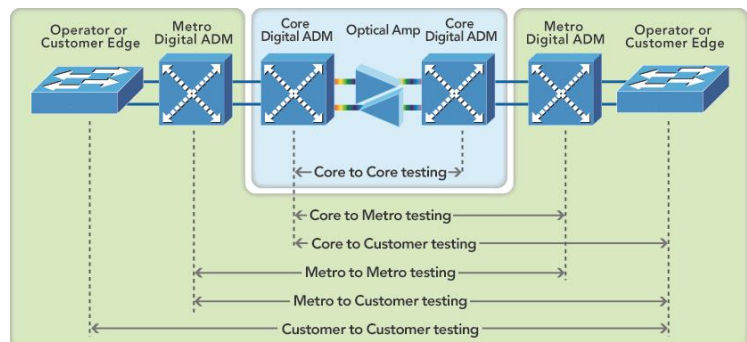 Operator or
Customer Edge
Metro
Digital ADM
Core
Digital ADM
Optical Amp
Core
Digital ADM
Metro
Digital ADM
Operator or
Customer Edge
Core to Core testing
Core to Metro testing
Core to Customer testing
Metro to Metro testing
Metro to Customer testing
Customer to Customer testing